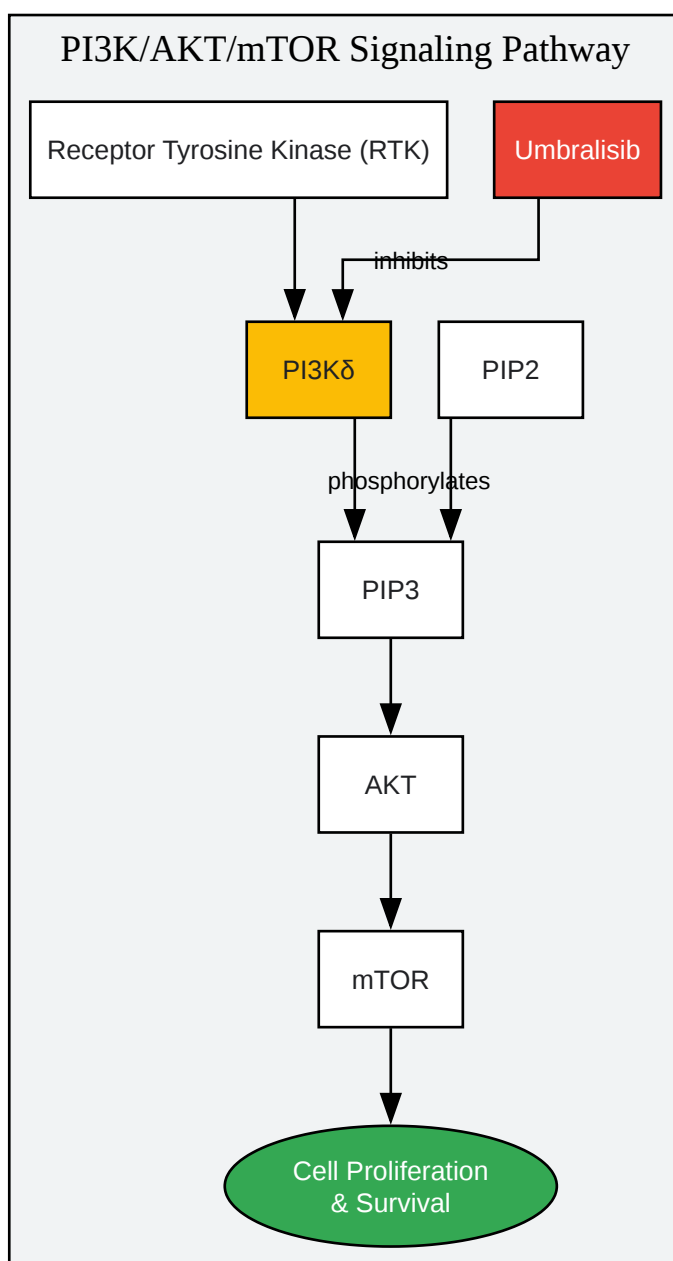 PI3K/AKT/mTOR Signaling Pathway
Receptor Tyrosine Kinase (RTK)
Umbralisib
inhibits
PI3Kδ
PIP2
phosphorylates
PIP3
AKT
mTOR
Cell Proliferation
& Survival